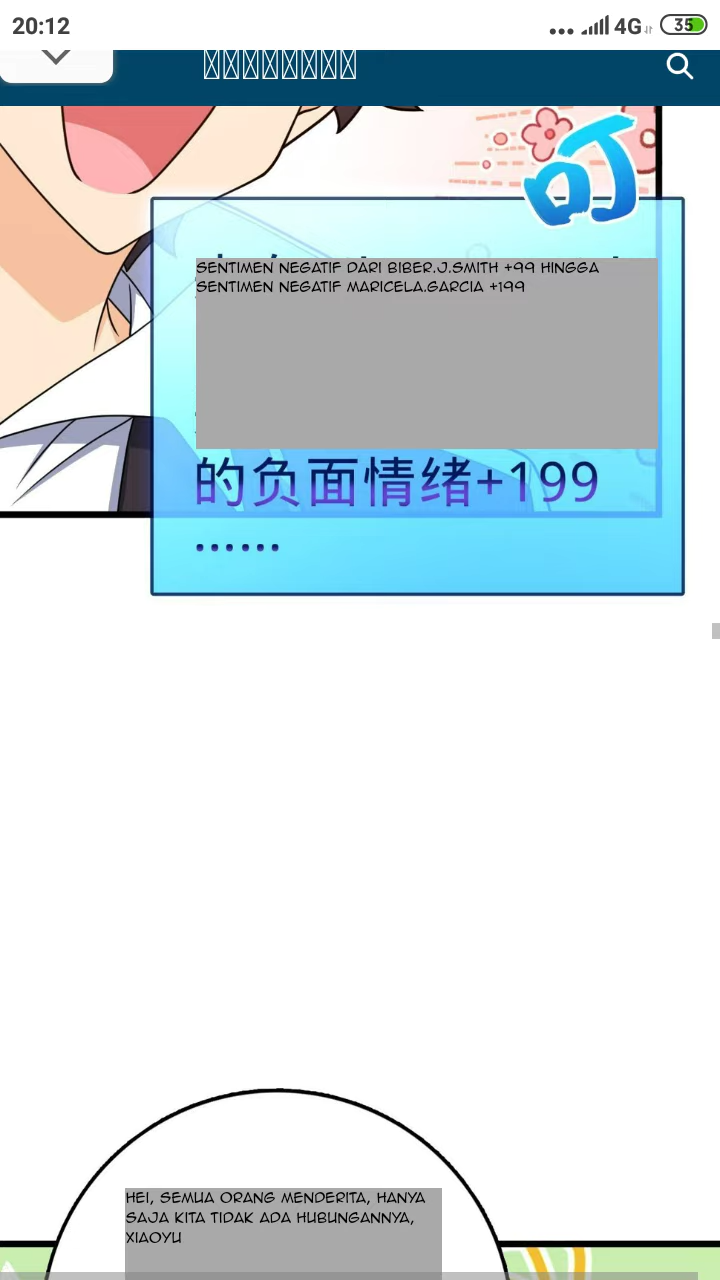 20:12
4G
35
叮
SENTIMEN NEGATIF DARI BIBER.J.SMITH +99 HINGGA
SENTIMEN NEGATIF MARICELA.GARCIA +199
的负面情绪+199
......
HEI, SEMUA ORANG MENDERITA, HANYA
SAJA KITA TIDAK ADA HUBUNGANNYA,
XIAOYU